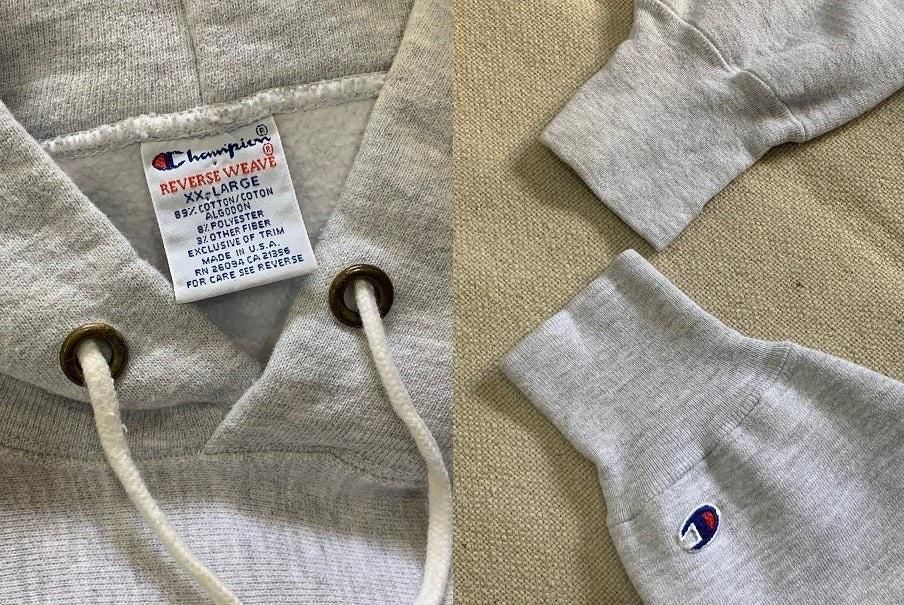 Champion®
REVERSE WEAVE®
XX-LARGE
89% COTTON/COTON
ALGODON
8% POLYESTER
3% OTHER FIBER
EXCLUSIVE OF TRIM
MADE IN U.S.A.
RN 26094 CA 21356
FOR CARE SEE REVERSE